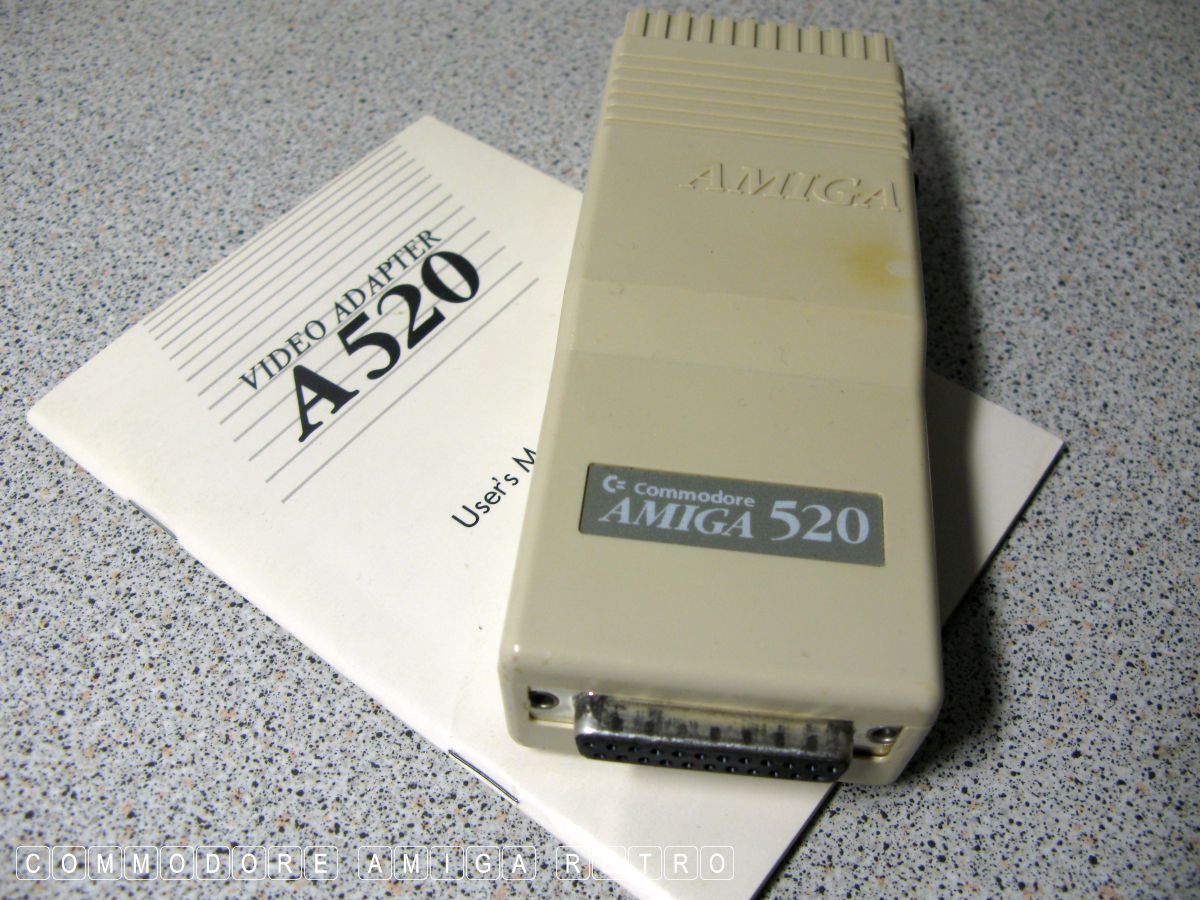 VIDEO ADAPTER
A520
User's M
AMIGA
C= Commodore
AMIGA 520
COMMODORE AMIGA RETRO